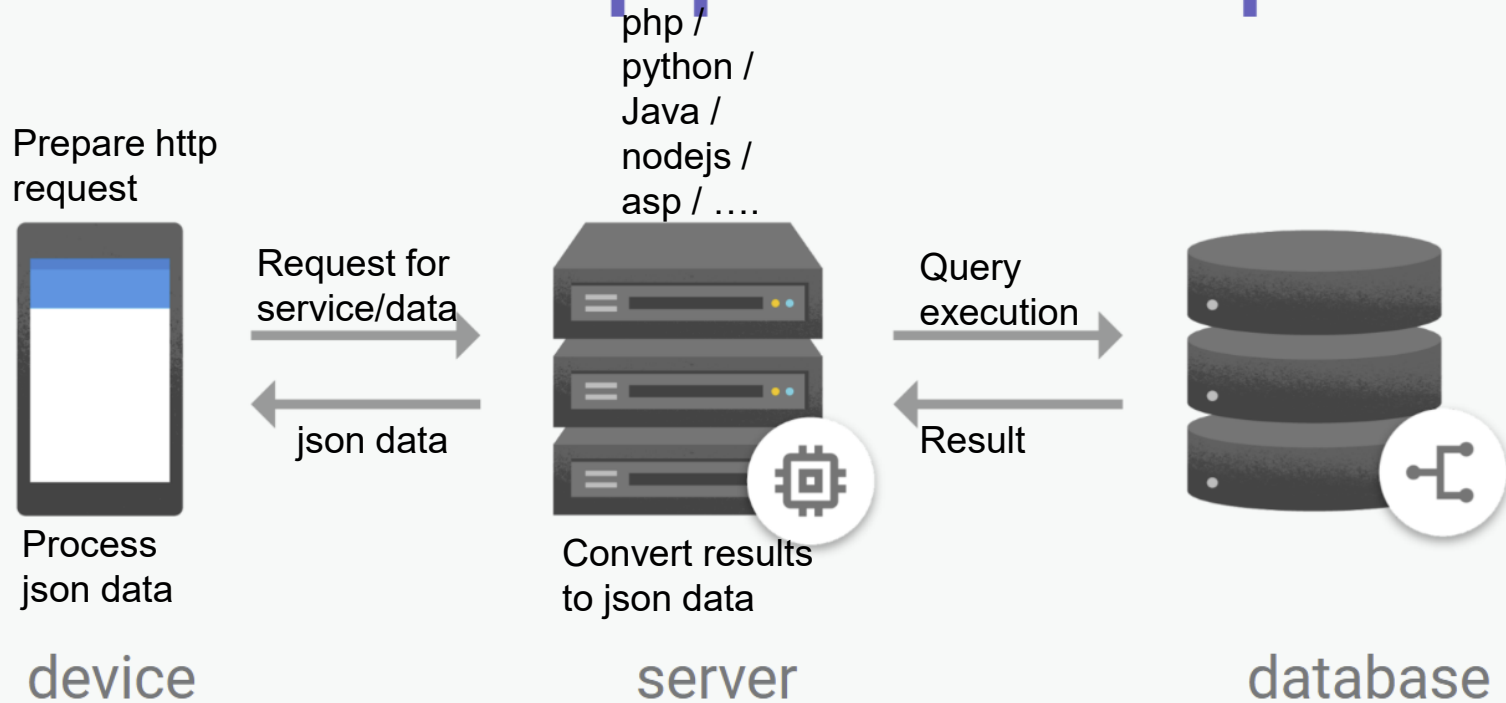 php /
python /
Java /
nodejs /
asp / ....
Prepare http
request
Request for
service/data
json data
Query
execution
Result
Process
json data
Convert results
to json data
device
server
database